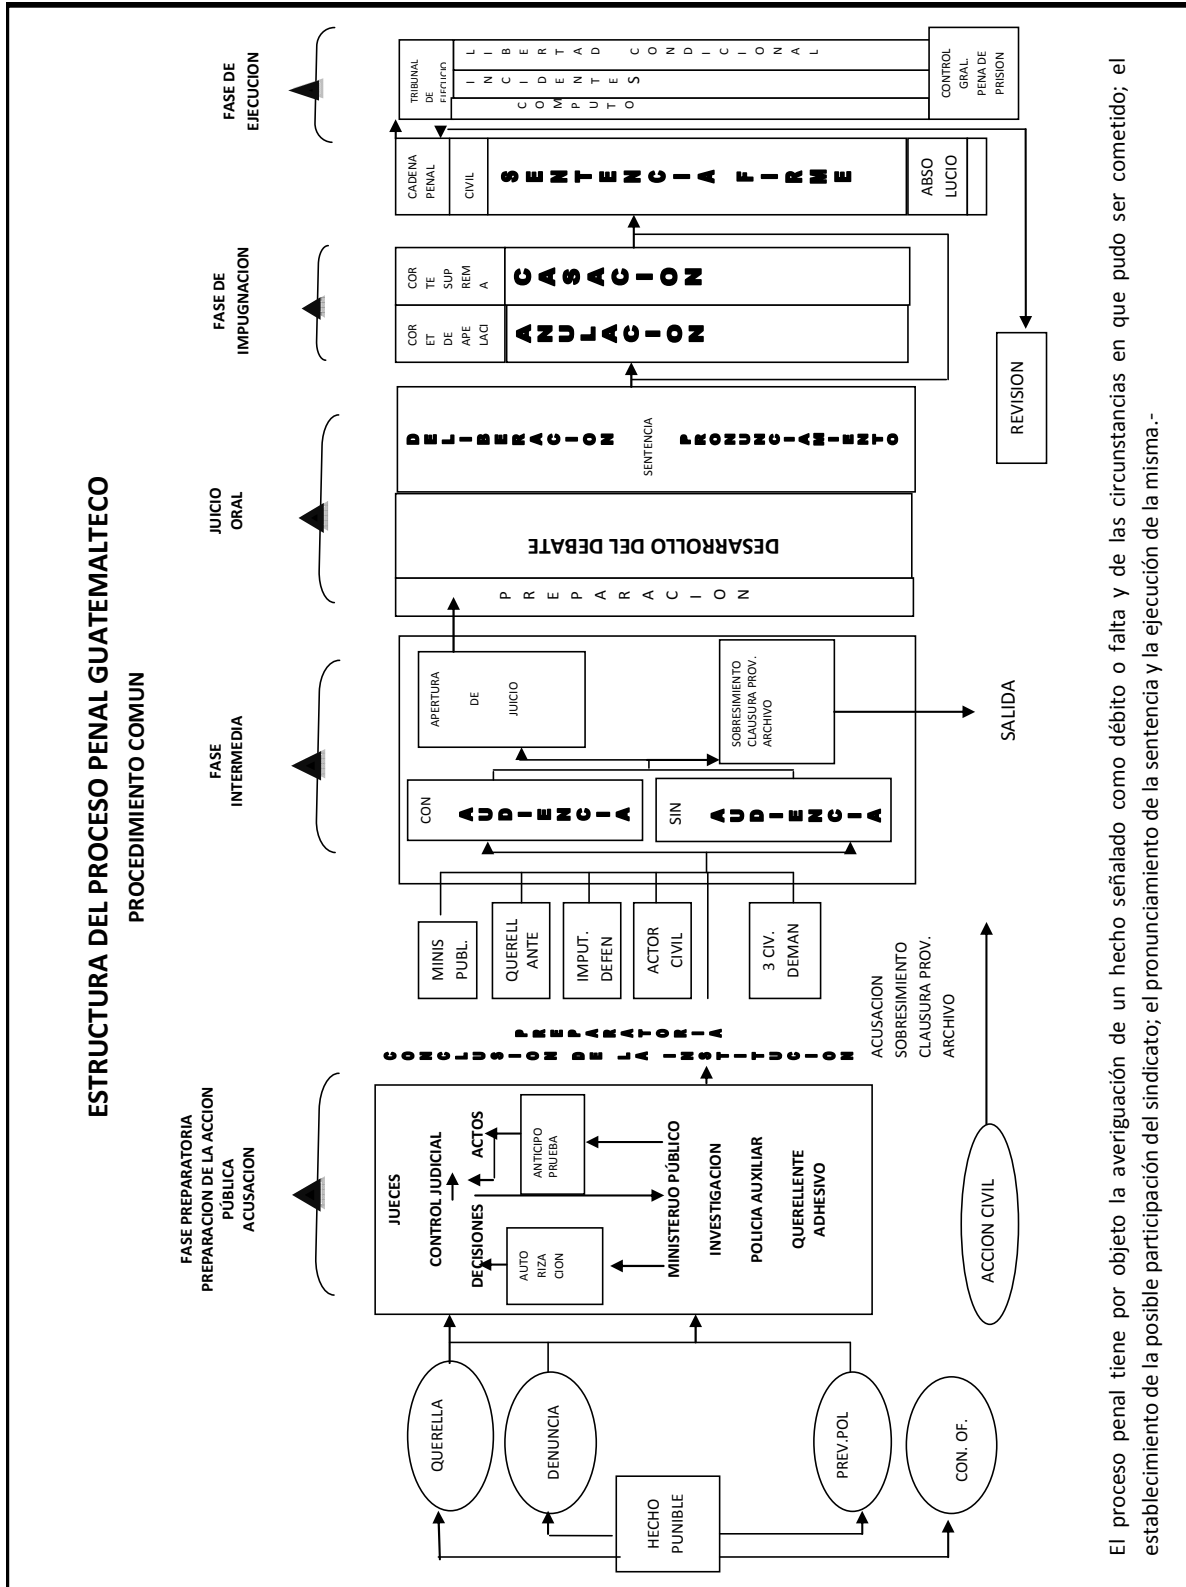 ESTRUCTURA DEL PROCESO PENAL GUATEMALTECO
PROCEDIMIENTO COMUN
FASE PREPARATORIA
PREPARACION DE LA ACCION
PÚBLICA
ACUSACION
FASE
INTERMEDIA
JUICIO
ORAL
FASE DE
IMPUGNACION
FASE DE
EJECUCION
HECHO
PUNIBLE
QUERELLA
DENUNCIA
PREV.POL
CON. OF.
JUECES
CONTROL JUDICIAL
DECISIONES
ACTOS
AUTO
RIZA
CION
ANTICIPO
PRUEBA
MINISTERIO PÚBLICO
INVESTIGACION
POLICIA AUXILIAR
QUERELLENTE
ADHESIVO
ACCION CIVIL
CONCLUSION DE LA INSTITUCION
PREPARATORIA
ACUSACION
SOBRESIMIENTO
CLAUSURA PROV.
ARCHIVO
MINIS
PUBL.
QUERELL
ANTE
IMPUT.
DEFEN
ACTOR
CIVIL
3 CIV.
DEMAN
CON
AUDIENCIA
SIN
AUDIENCIA
APERTURA
DE
JUICIO
SOBRESIMIENTO
CLAUSURA PROV.
ARCHIVO
SALIDA
PREPARACION
DESARROLLO DEL DEBATE
DELIBERACION
SENTENCIA
PRONUNCIAMIENTO
COR
ET
DE
APE
LACI
ANULACION
COR
TE
SUP
REM
A
CASACION
CADENA
PENAL
CIVIL
SENTENCIA FIRME
ABSO
LUCIO
REVISION
TRIBUNAL
DE
EJECUCIO
COMPUTOS
INCIDENTES
LIBERTAD CONDICIONAL
CONTROL
GRAL.
PENA DE
PRISION
El proceso penal tiene por objeto la averiguación de un hecho señalado como débito o falta y de las circunstancias en que pudo ser cometido; el
establecimiento de la posible participación del sindicato; el pronunciamiento de la sentencia y la ejecución de la misma.-